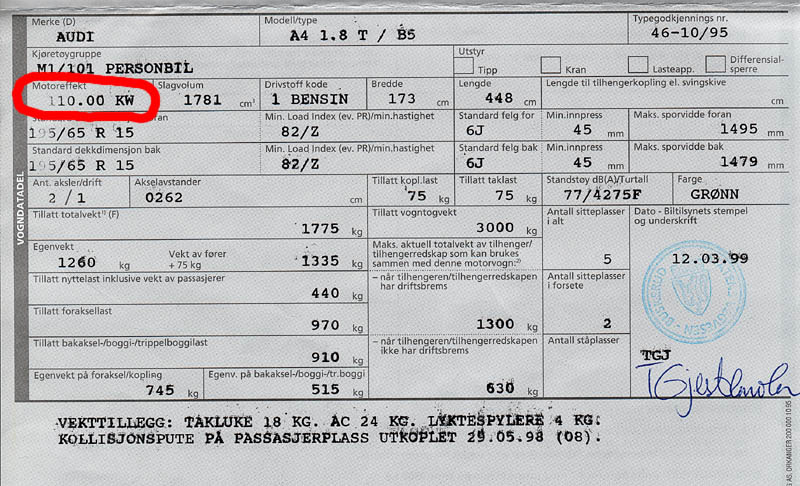 Merke (D) Modell/type Typegodkjennings nr.
AUDI A4 1.8 T / B5 46-10/95
Kjøretøygruppe Utstyr
M1/101 PERSONBIL Tipp Kran Lasteapp. Differensial-
sperre
Motoreffekt Slagvolum Drivstoff kode Bredde Lengde Lengde til tilhengerkopling el. svingskive
110.00 KW 1781 cm³ 1 BENSIN 173 cm 448 cm cm
Min. Load Index (ev. PR)/min.hastighet Standard felg for Min.innpress Maks. sporvidde foran
195/65 R 15 82/Z 6J 45 mm 1495 mm
Standard dekkdimensjon bak Min. Load Index (ev. PR)/min.hastighet Standard felg bak Min.innpress Maks. sporvidde bak
195/65 R 15 82/Z 6J 45 mm 1479 mm
Ant. aksler/drift Akselavstander Tillatt kopl.last Tillatt taklast Standstøy dB(A)/Turtall Farge
2 / 1 0262 cm 75 kg 75 kg 77/4275F GRØNN
Tillatt totalvekt¹⁾ (F) Tillatt vogntogvekt Antall sitteplasser Dato - Biltilsynets stempel
i alt og underskrift
1775 kg 3000 kg
Egenvekt Vekt av fører
+ 75 kg
Maks. aktuell totalvekt av tilhenger/
tilhengerredskap som kan brukes
sammen med denne motorvogn:²⁾
1260 kg 1335 kg 5 12.03.99
Tillatt nyttelast inklusive vekt av passasjerer – når tilhengeren/tilhengerredskapen
har driftsbrems
Antall sitteplasser
i forsete
440 kg
Tillatt foraksellast
970 kg 1300 kg 2
Tillatt bakaksel-/boggi-/trippelboggilast – når tilhengeren/tilhengerredskapen
ikke har driftsbrems
Antall ståplasser
910 kg TGJ
Egenvekt på foraksel/kopling Egenv. på bakaksel-/boggi-/tr.boggi
745 kg 515 kg 630 kg
VEKTTILLEGG: TAKLUKE 18 KG. AC 24 KG. LYKTESPYLERE 4 KG.
KOLLISJONSPUTE PÅ PASSASJERPLASS UTKOPLET 29.05.98 (08).
VOGNDATADEL